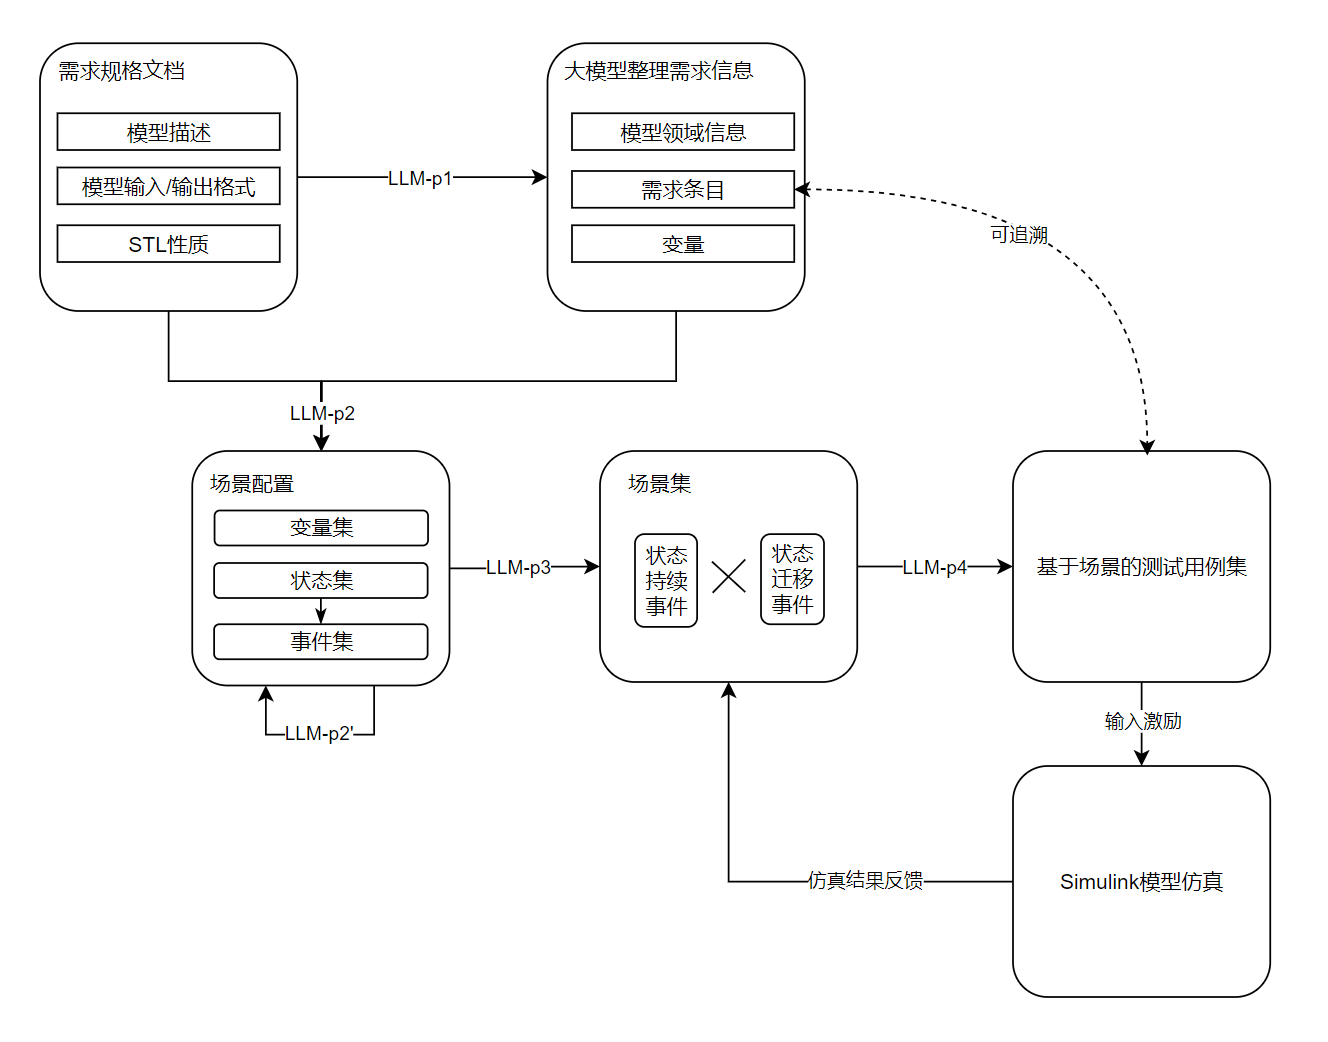 需求规格文档
模型描述
模型输入/输出格式
STL性质
LLM-p1
大模型整理需求信息
模型领域信息
需求条目
变量
可追溯
LLM-p2
场景配置
变量集
状态集
事件集
LLM-p2'
LLM-p3
场景集
状态
持续
事件
状态
迁移
事件
LLM-p4
基于场景的测试用例集
输入激励
Simulink模型仿真
仿真结果反馈